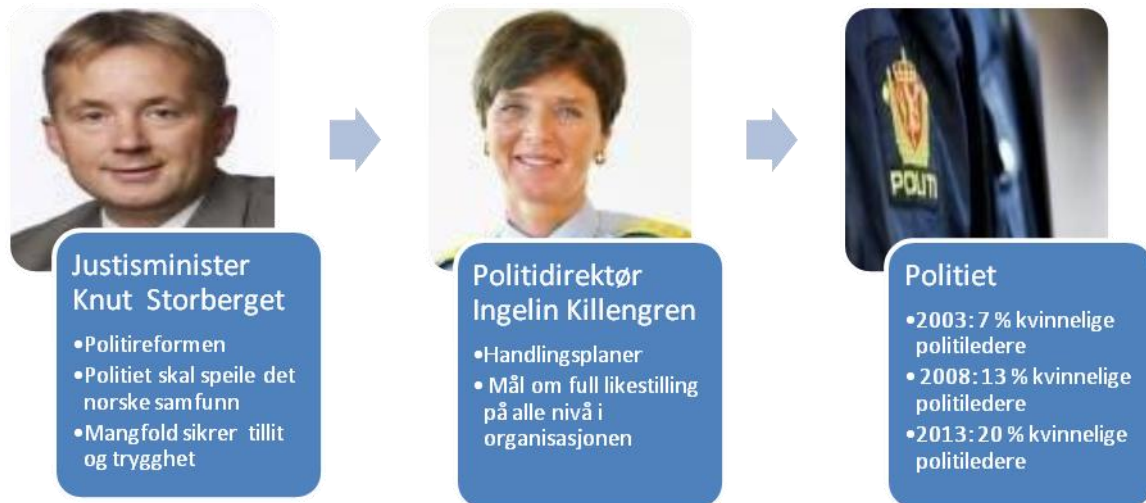 Justisminister
Knut Storberget
•Politireformen
•Politiet skal speile det
norske samfunn
•Mangfold sikrer tillit
og trygghet
Politidirektør
Ingelin Killengren
•Handlingsplaner
• Mål om full likestilling
på alle nivå i
organisasjonen
POLITI
Politiet
•2003: 7 % kvinnelige
politiledere
• 2008: 13 % kvinnelige
politiledere
•2013: 20 % kvinnelige
politiledere